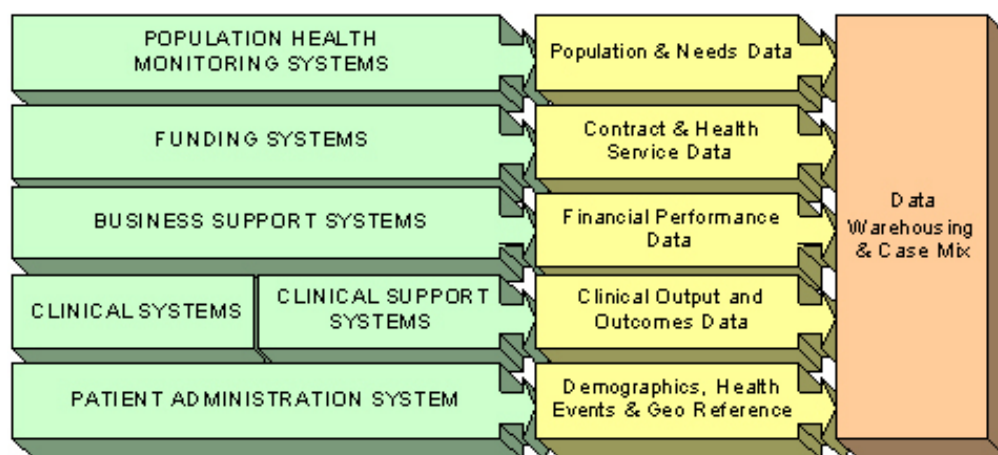 POPULATION HEALTH
MONITORING SYSTEMS
Population & Needs Data
FUNDING SYSTEMS
Contract & Health
Service Data
BUSINESS SUPPORT SYSTEMS
Financial Performance
Data
CLINICAL SYSTEMS
CLINICAL SUPPORT
SYSTEMS
Clinical Output and
Outcomes Data
PATIENT ADMINISTRATION SYSTEM
Demographics, Health
Events & Geo Reference
Data
Warehousing
& Case Mix